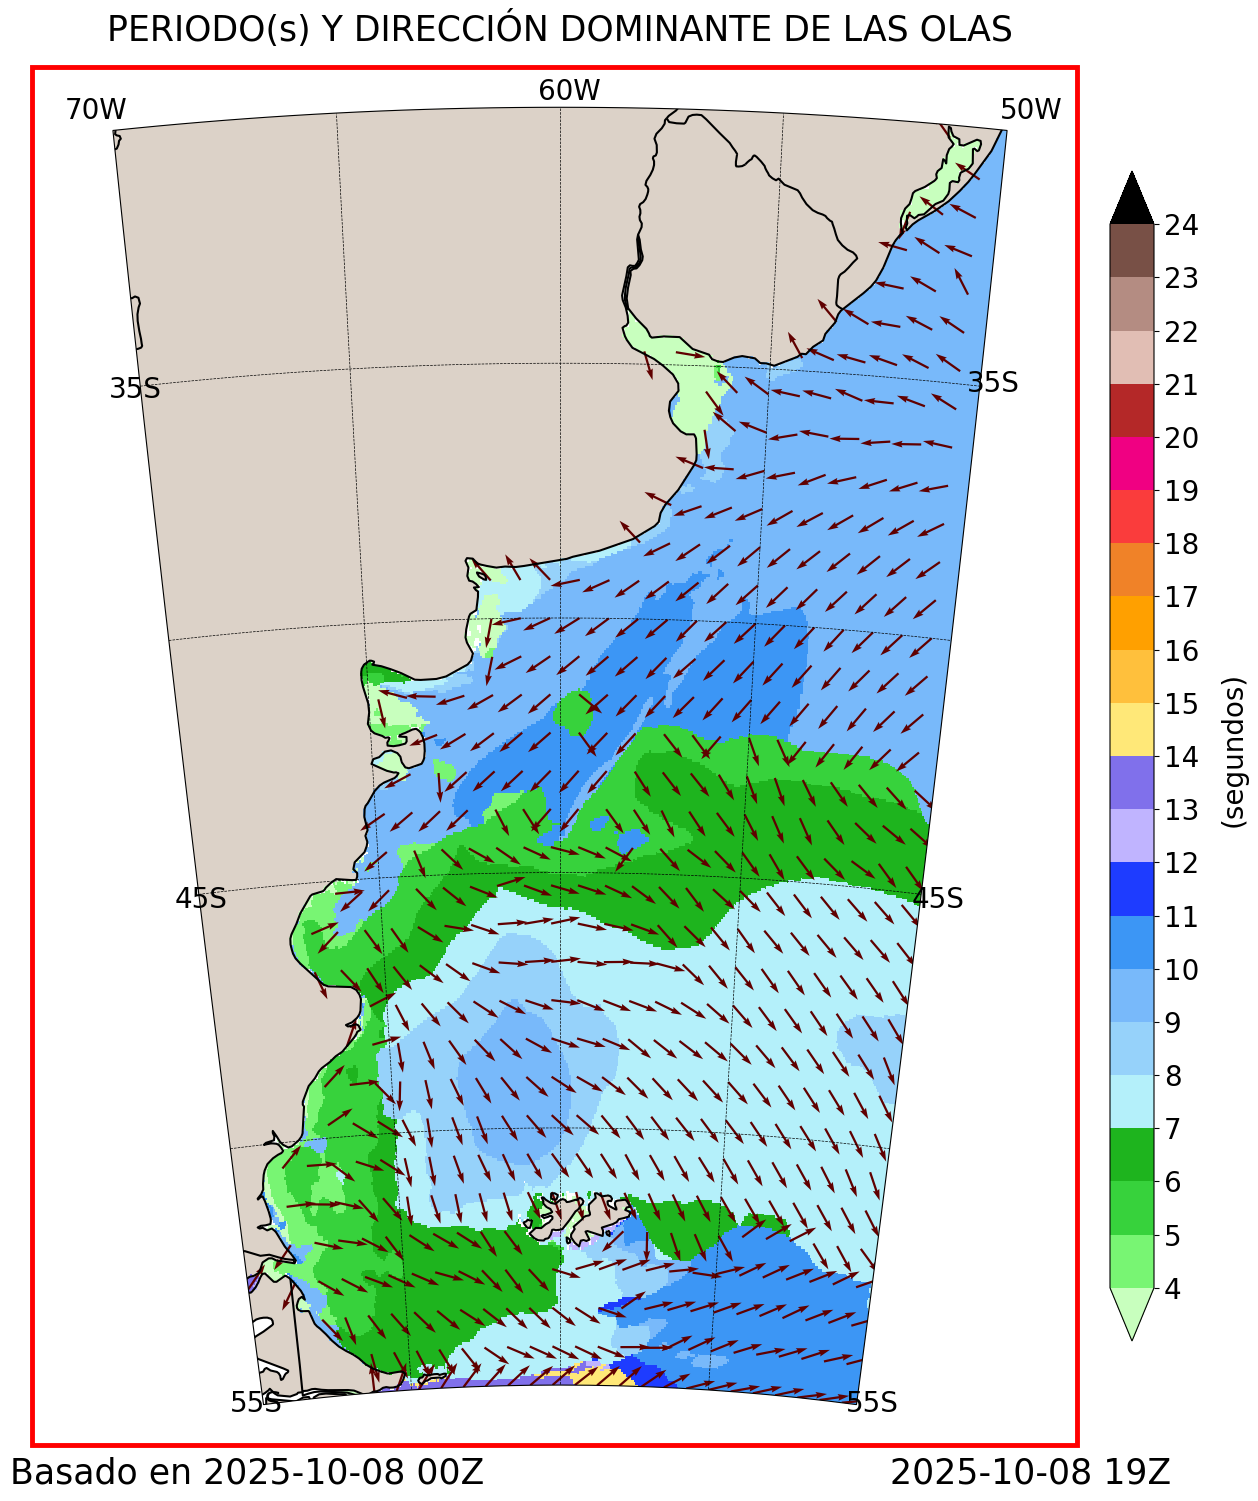 PERIODO(s) Y DIRECCIÓN DOMINANTE DE LAS OLAS
70W
60W
50W
35S
35S
45S
45S
55S
55S
24
23
22
21
20
19
18
17
16
15
14
13
12
11
10
9
8
7
6
5
4
(segundos)
Basado en 2025-10-08 00Z
2025-10-08 19Z